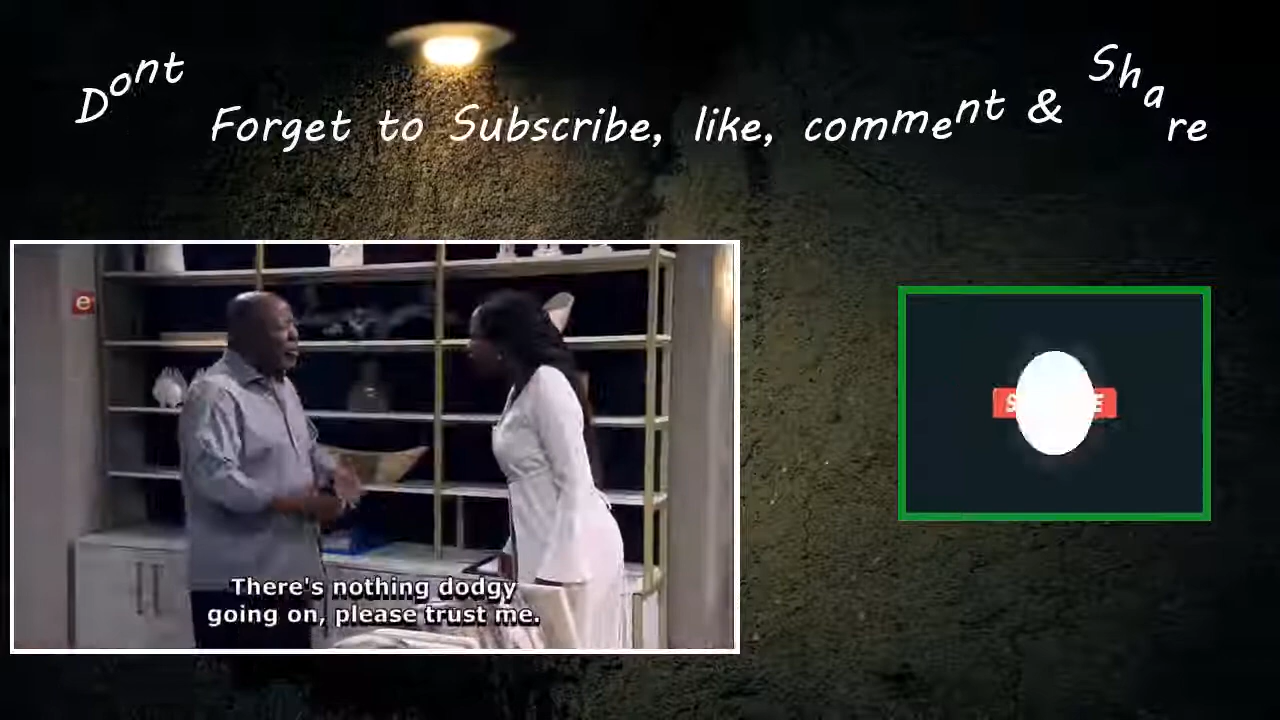 Dont Forget to Subscribe, like, comment & Share
e
There's nothing dodgy
going on, please trust me.